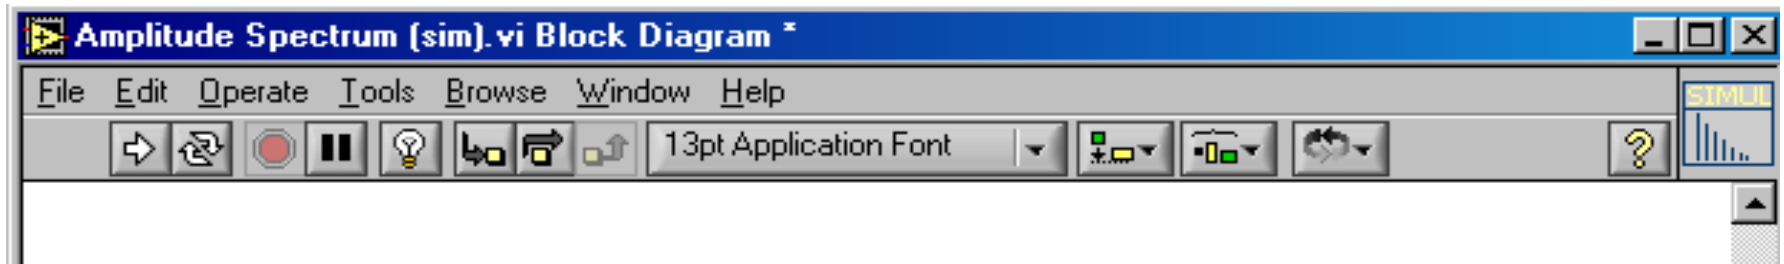 Amplitude Spectrum (sim).vi Block Diagram *
File Edit Operate Tools Browse Window Help
SIMUL
13pt Application Font
?